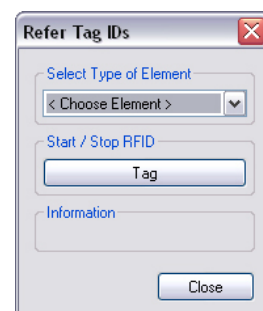 Refer Tag IDs
Select Type of Element
< Choose Element >
Start / Stop RFID
Tag
Information
Close